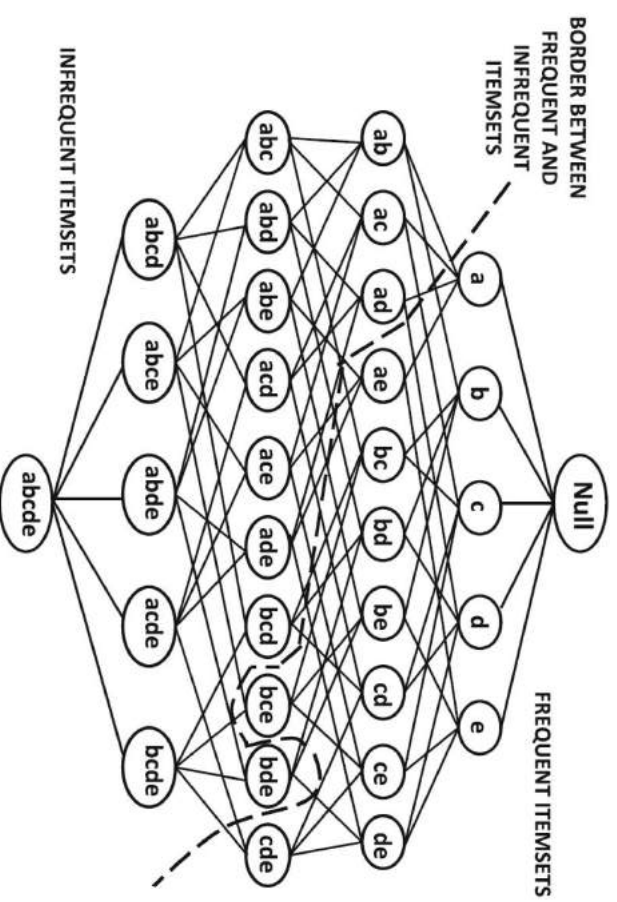 BORDER BETWEEN
FREQUENT AND
INFREQUENT
ITEMSETS
FREQUENT ITEMSETS
INFREQUENT ITEMSETS
Null
a
b
c
d
e
ab
ac
ad
ae
bc
bd
be
cd
ce
de
abc
abd
abe
acd
ace
ade
bcd
bce
bde
cde
abcd
abce
abde
acde
bcde
abcde